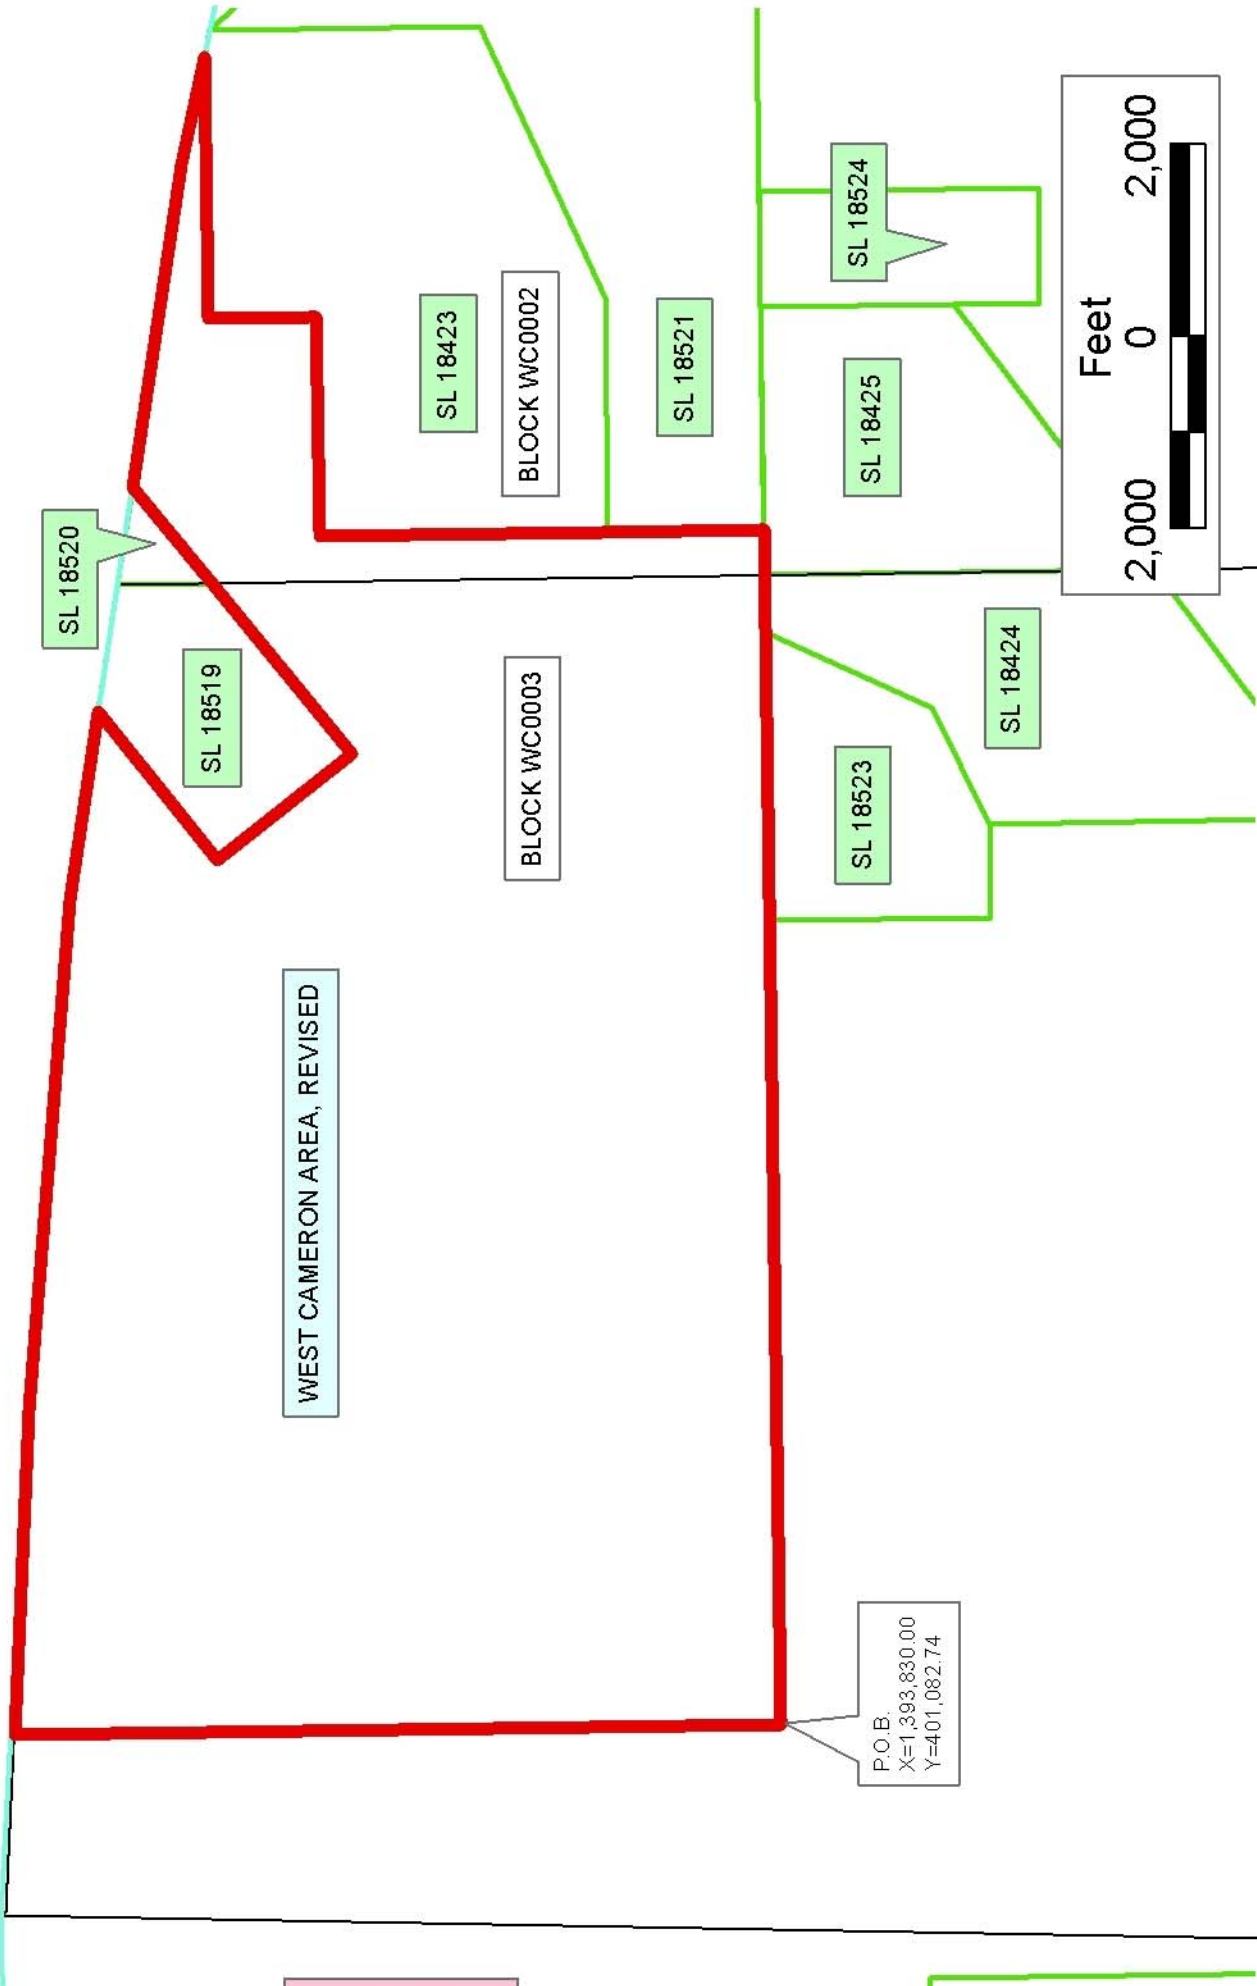 SL 18520
SL 18519
SL 18423
BLOCK WC0002
WEST CAMERON AREA, REVISED
BLOCK WC0003
SL 18521
SL 18524
SL 18425
SL 18523
SL 18424
P.O.B.
X=1,393,830.00
Y=401,082.74
Feet
2,000 0 2,000